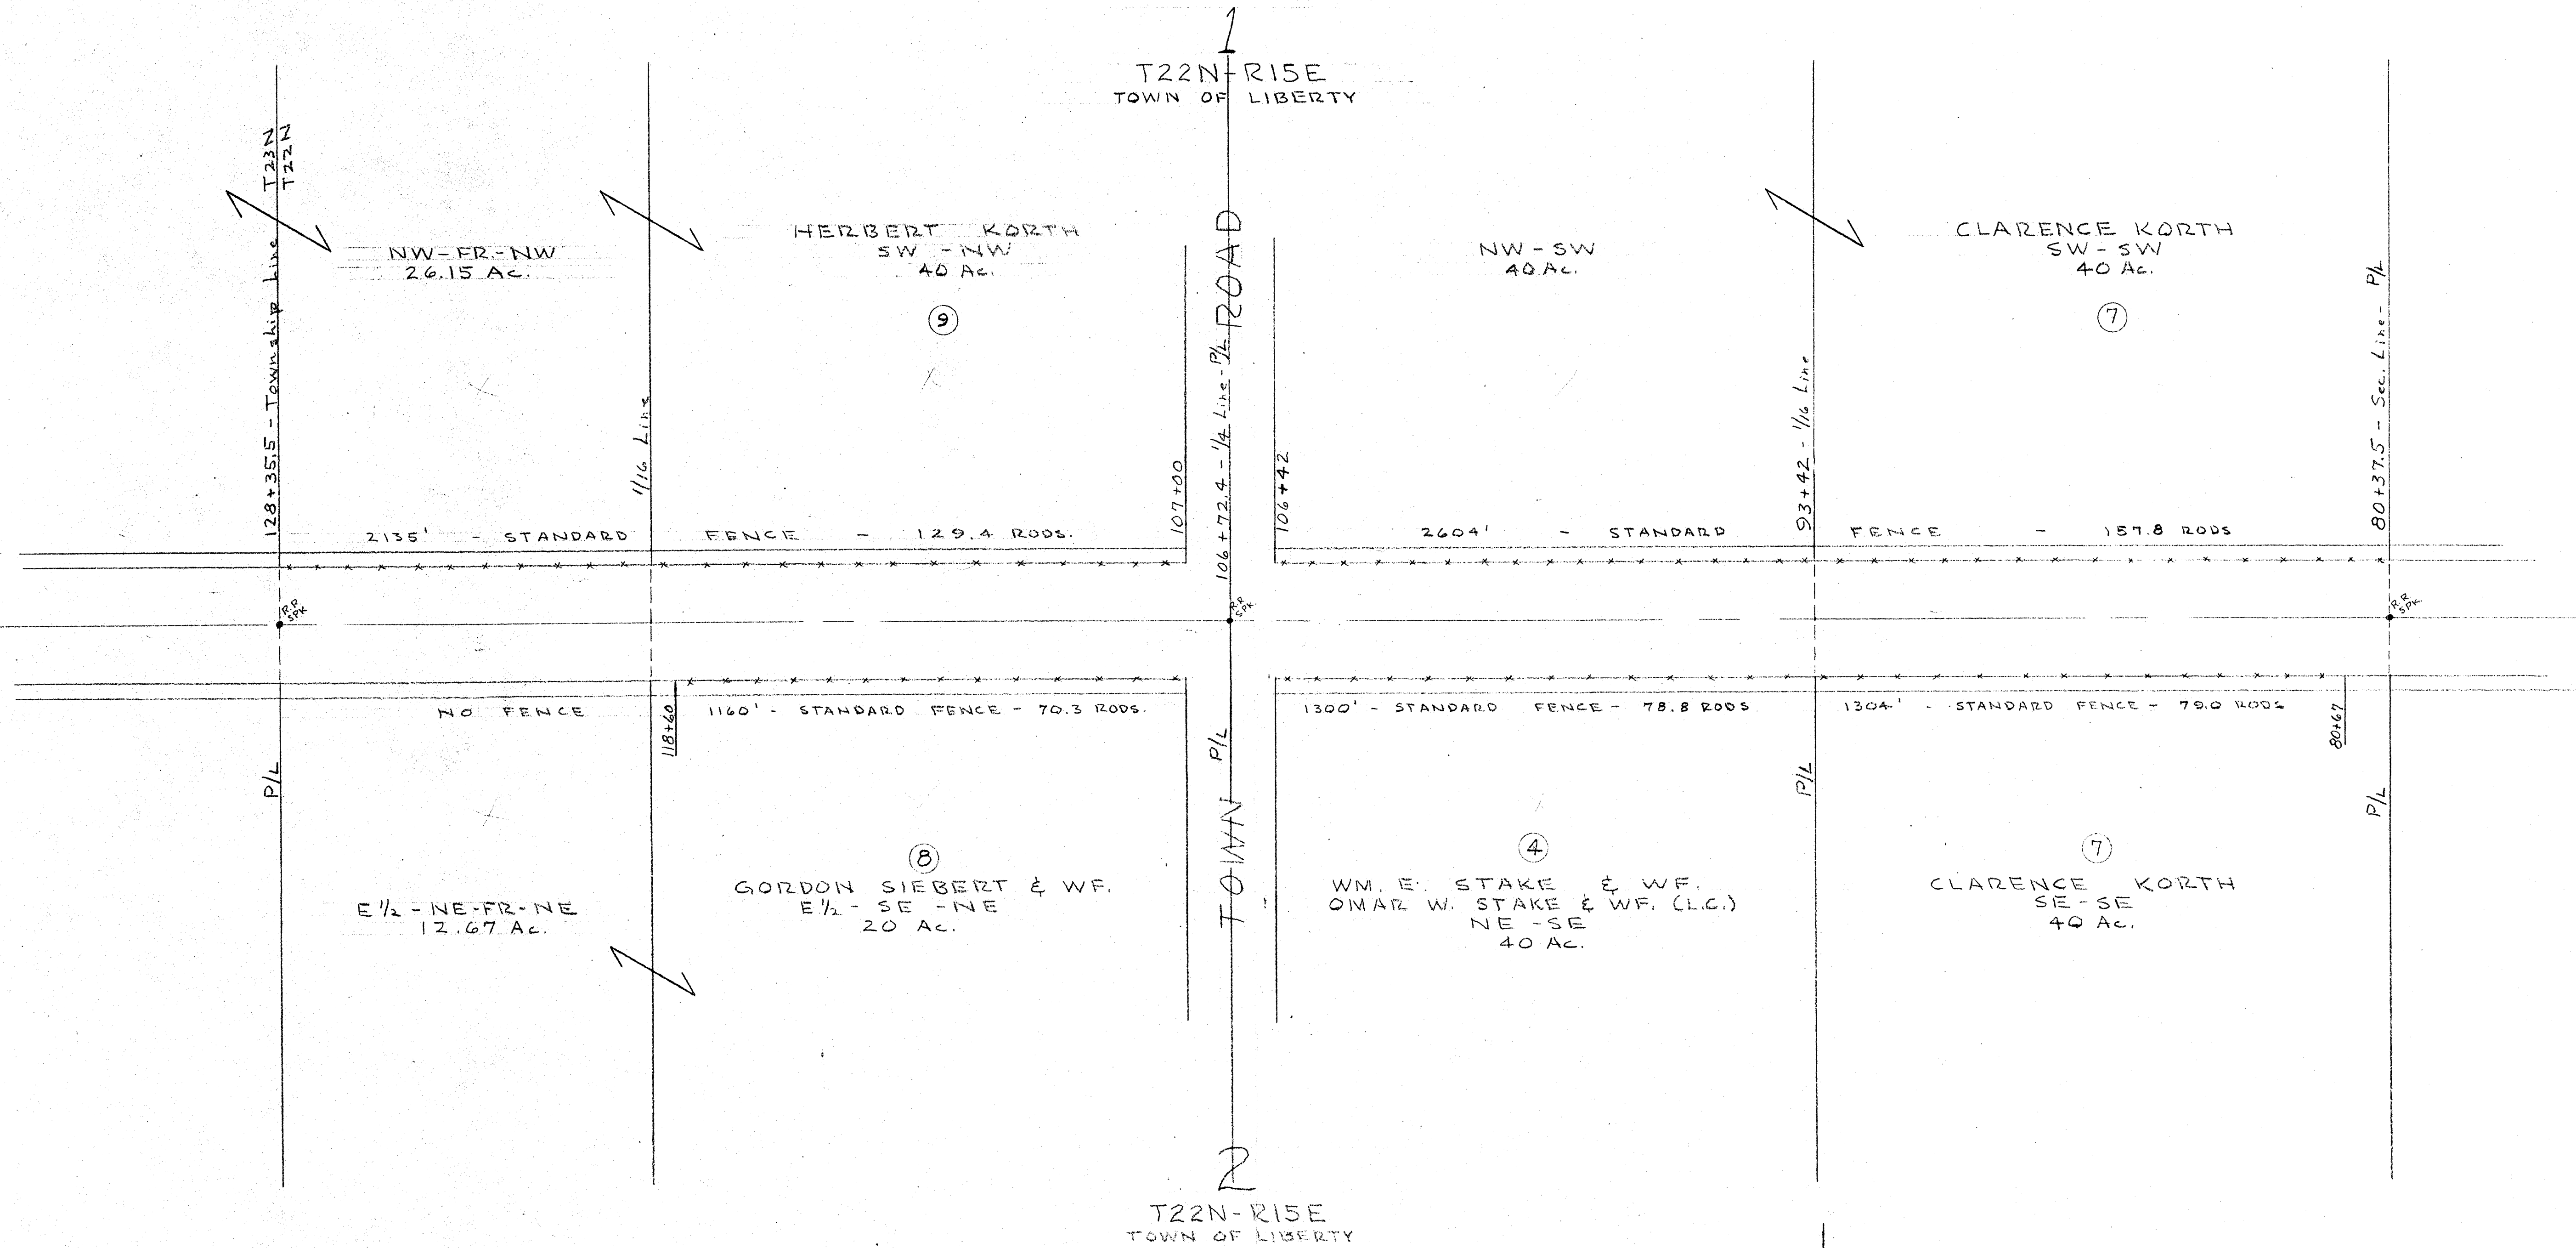 1
T22N-R15E
TOWN OF LIBERTY
T23N
T22N
128+35.5 - Township Line
NW-FR.-NW
26.15 Ac.
1/16 Line
HERBERT KORTH
SW - NW
40 Ac.
9
107+00
106+72.4 - 1/4 Line - P/L ROAD
106+42
NW - SW
40 Ac.
93+42 - 1/16 Line
CLARENCE KORTH
SW - SW
40 Ac.
7
80+37.5 - Sec. Line - P/L
2135' - STANDARD FENCE - 129.4 RODS.
2604' - STANDARD FENCE - 157.8 RODS
R.R. SPK.
R.R. SPK.
R.R. SPK.
NO FENCE
118+60
1160' - STANDARD FENCE - 70.3 RODS.
1300' - STANDARD FENCE - 78.8 RODS
1304' - STANDARD FENCE - 79.0 RODS
80+67
P/L
P/L
P/L
P/L
TOWN
E 1/2 - NE-FR-NE
12.67 Ac.
8
GORDON SIEBERT & WF.
E 1/2 - SE - NE
20 Ac.
4
WM. E. STAKE & WF.
OMAR W. STAKE & WF. (L.C.)
NE - SE
40 Ac.
7
CLARENCE KORTH
SE - SE
40 Ac.
2
T22N-R15E
TOWN OF LIBERTY